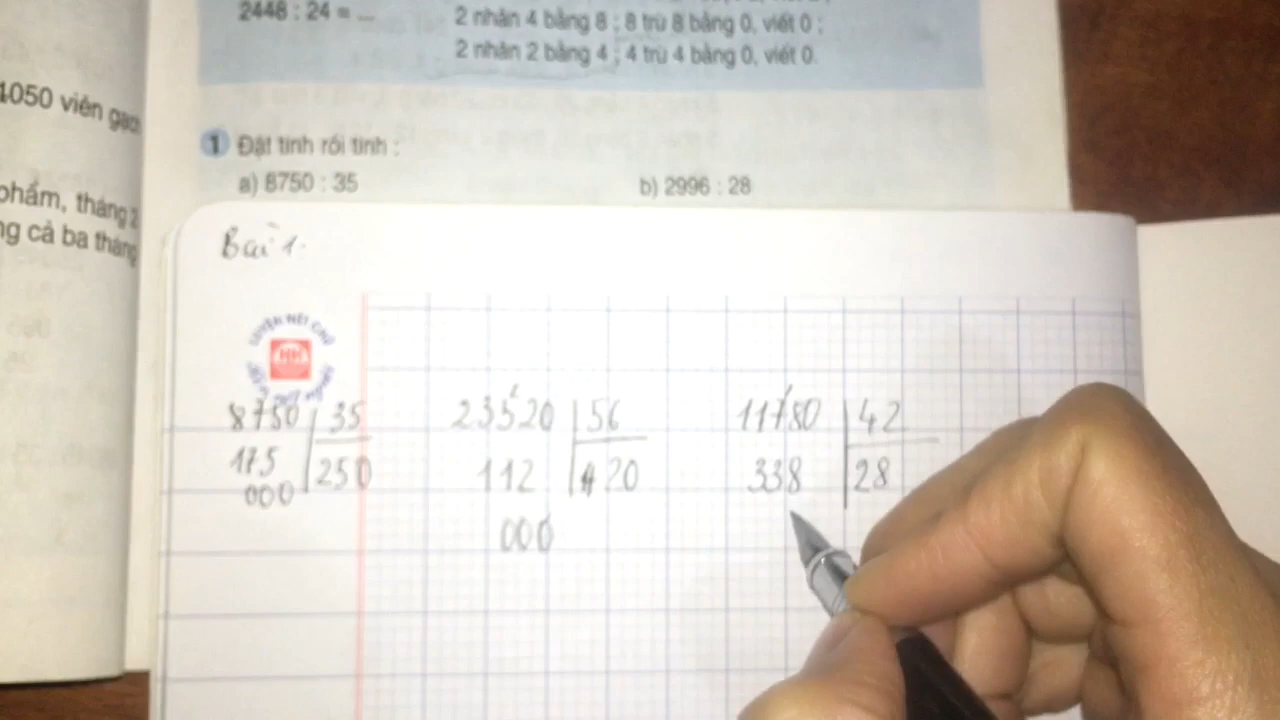 2448 : 24 = ...
2 nhân 4 bằng 8 ; 8 trừ 8 bằng 0, viết 0 ;
2 nhân 2 bằng 4 ; 4 trừ 4 bằng 0, viết 0.
1050 viên gạch
phẩm, tháng 2
ng cả ba tháng
1 Đặt tính rồi tính :
a) 8750 : 35
b) 2996 : 28
Bài 1.
HH
8750 35
175 250
000
23520 56
112 420
000
11780 42
338 28